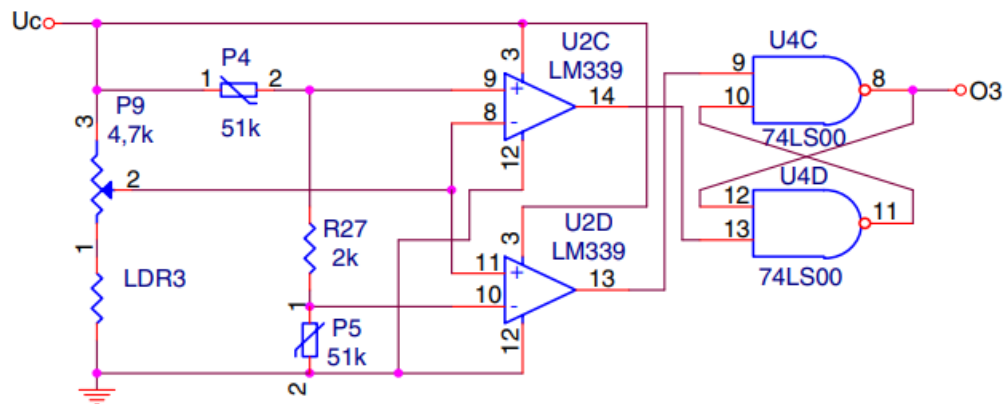 Uc
P4
1 2
51k
P9
4,7k
3
2
1
LDR3
R27
2k
1
P5
51k
2
U2C
LM339
3
9 +
8 -
14
12
U2D
LM339
3
11 +
10 -
13
12
U4C
9
10
8
74LS00
O3
U4D
12
13
11
74LS00